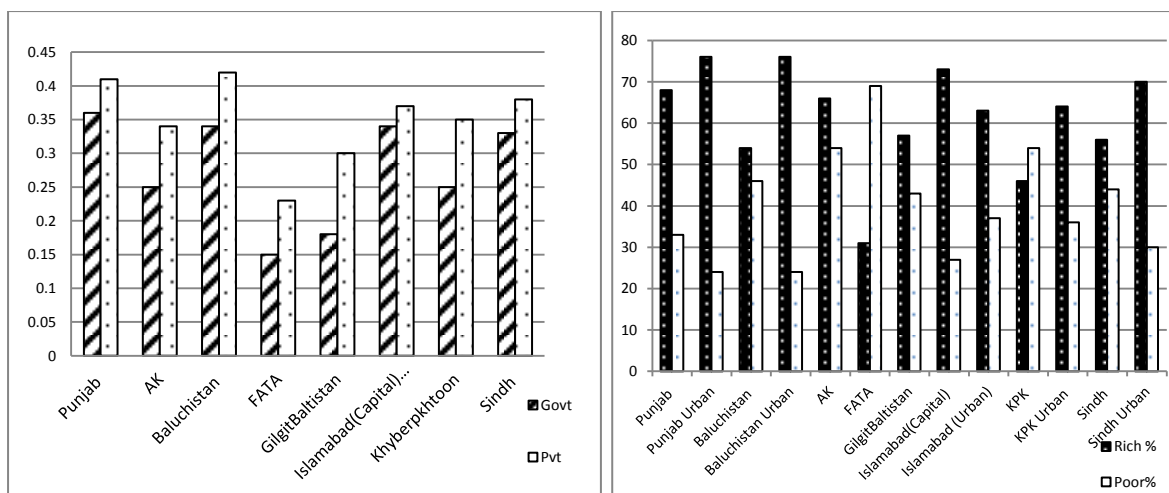 0.45
0.4
0.35
0.3
0.25
0.2
0.15
0.1
0.05
0
Punjab
AK
Baluchistan
FATA
GilgitBaltistan
Islamabad(Capital)...
Khyberpkhtoon
Sindh
Govt
Pvt
80
70
60
50
40
30
20
10
0
Punjab
Punjab Urban
Baluchistan
Baluchistan Urban
AK
FATA
GilgitBaltistan
Islamabad(Capital)
Islamabad (Urban)
KPK
KPK Urban
Sindh
Sindh Urban
Rich %
Poor%